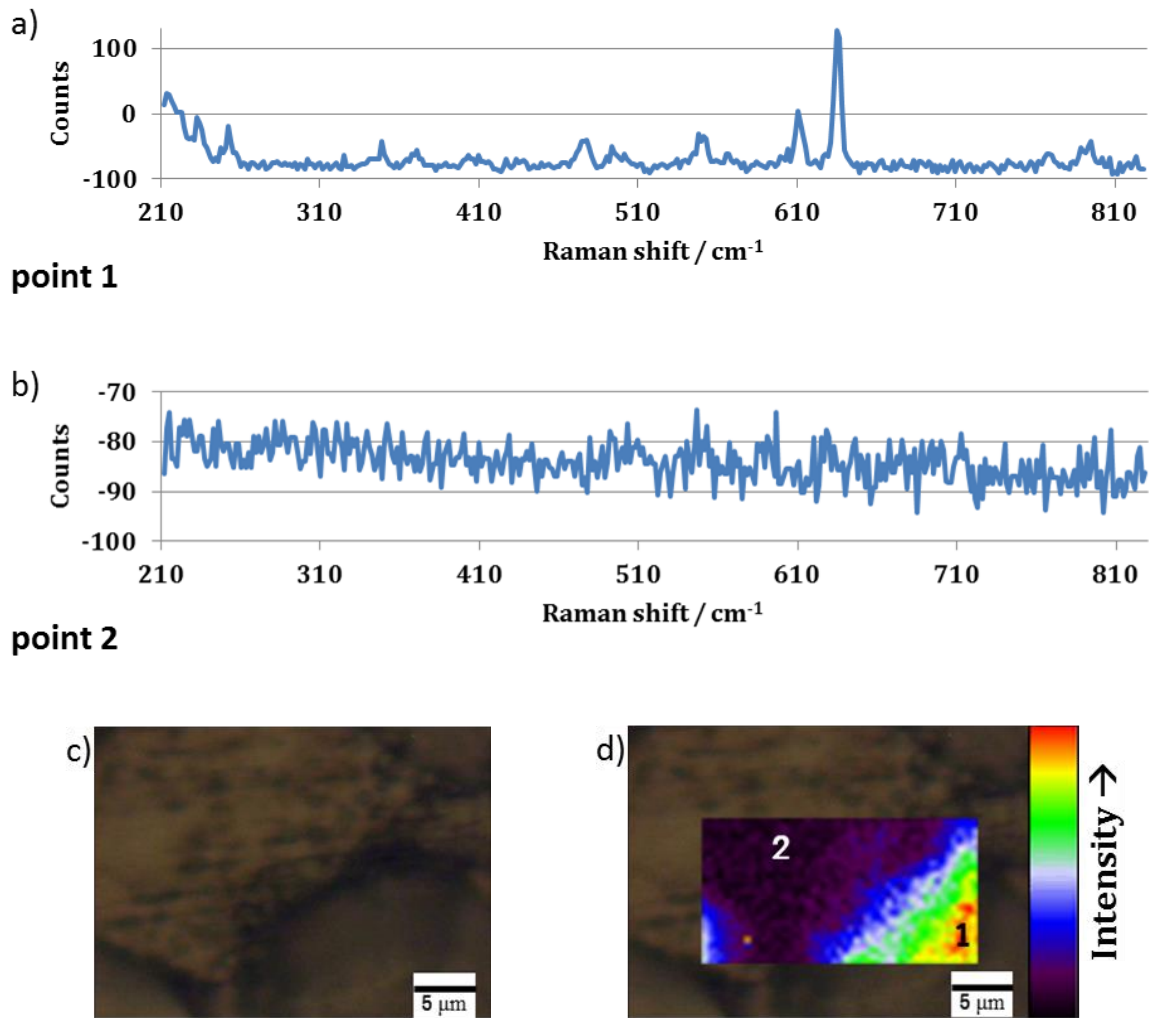 a)
Counts
100
0
-100
210 310 410 510 610 710 810
Raman shift / cm⁻¹
point 1
b)
Counts
-70
-80
-90
-100
210 310 410 510 610 710 810
Raman shift / cm⁻¹
point 2
c)
5 µm
d)
2
1
5 µm
Intensity →